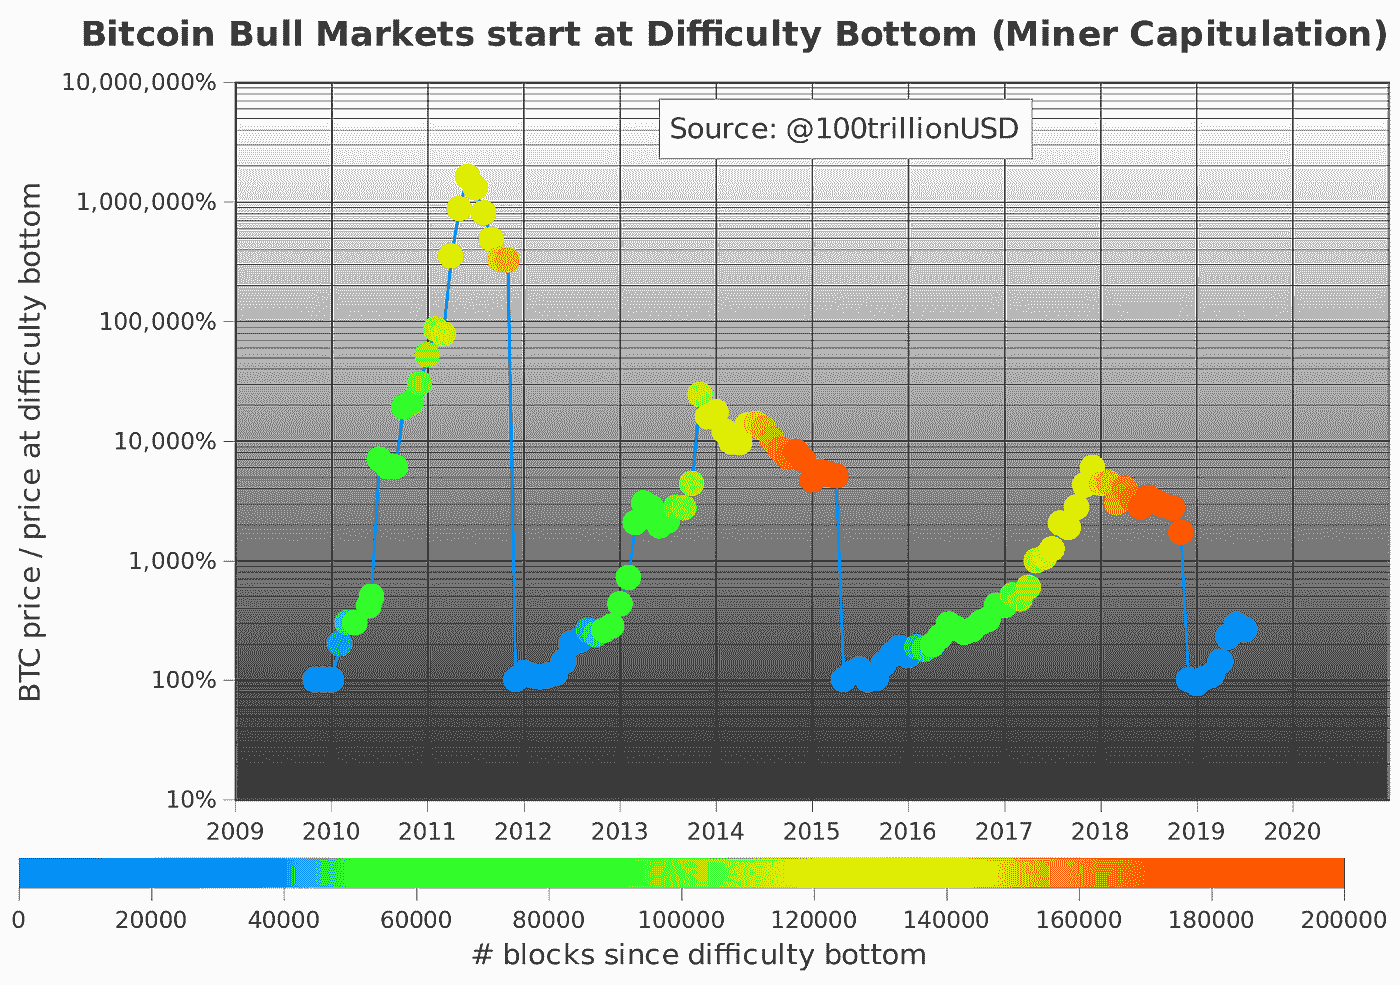 Bitcoin Bull Markets start at Difficulty Bottom (Miner Capitulation)
10,000,000%
Source: @100trillionUSD
1,000,000%
100,000%
10,000%
1,000%
100%
10%
BTC price / price at difficulty bottom
2009 2010 2011 2012 2013 2014 2015 2016 2017 2018 2019 2020
0 20000 40000 60000 80000 100000 120000 140000 160000 180000 200000
# blocks since difficulty bottom